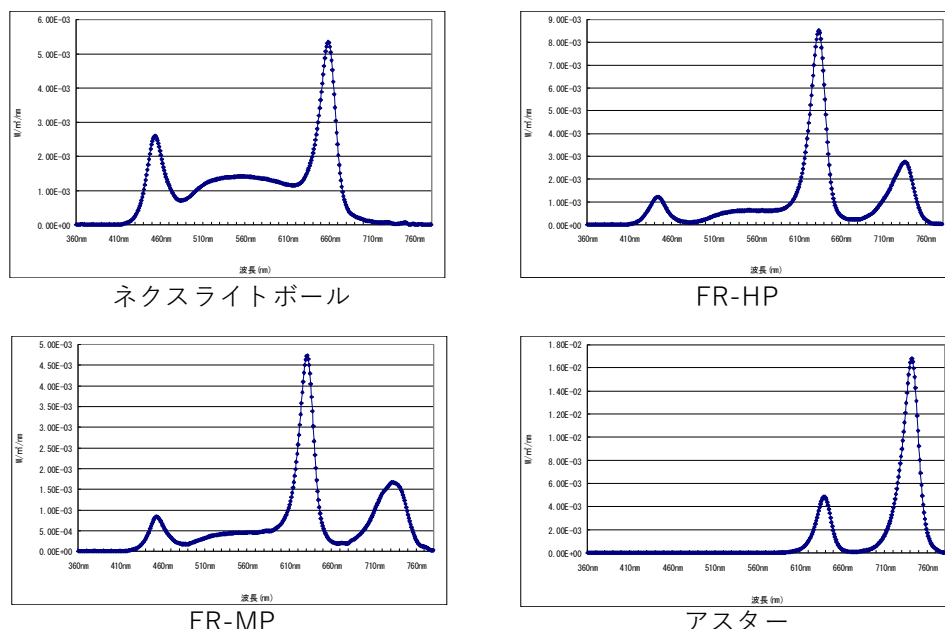 6.00E-03
5.00E-03
4.00E-03
3.00E-03
2.00E-03
1.00E-03
0.00E+00
W/㎡/nm
360nm 410nm 460nm 510nm 560nm 610nm 660nm 710nm 760nm
波長(nm)
ネクスライトボール
9.00E-03
8.00E-03
7.00E-03
6.00E-03
5.00E-03
4.00E-03
3.00E-03
2.00E-03
1.00E-03
0.00E+00
W/㎡/nm
360nm 410nm 460nm 510nm 560nm 610nm 660nm 710nm 760nm
波長(nm)
FR-HP
5.00E-03
4.50E-03
4.00E-03
3.50E-03
3.00E-03
2.50E-03
2.00E-03
1.50E-03
1.00E-03
5.00E-04
0.00E+00
W/㎡/nm
360nm 410nm 460nm 510nm 560nm 610nm 660nm 710nm 760nm
波長(nm)
FR-MP
1.80E-02
1.60E-02
1.40E-02
1.20E-02
1.00E-02
8.00E-03
6.00E-03
4.00E-03
2.00E-03
0.00E+00
W/㎡/nm
360nm 410nm 460nm 510nm 560nm 610nm 660nm 710nm 760nm
波長(nm)
アスター